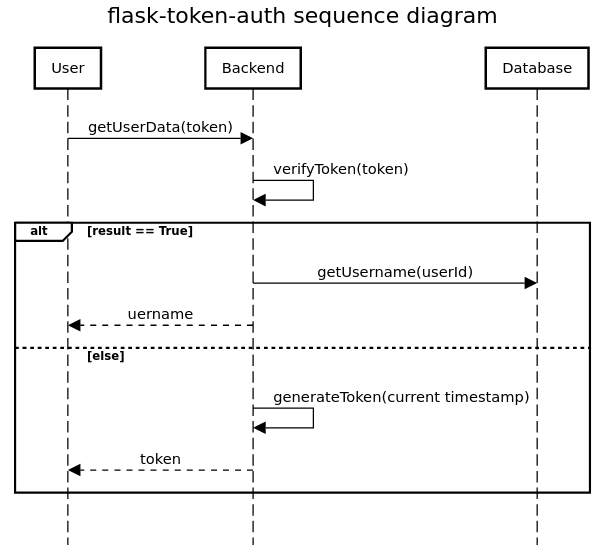 flask-token-auth sequence diagram
User
Backend
Database
getUserData(token)
verifyToken(token)
alt
[result == True]
getUsername(userId)
uername
[else]
generateToken(current timestamp)
token